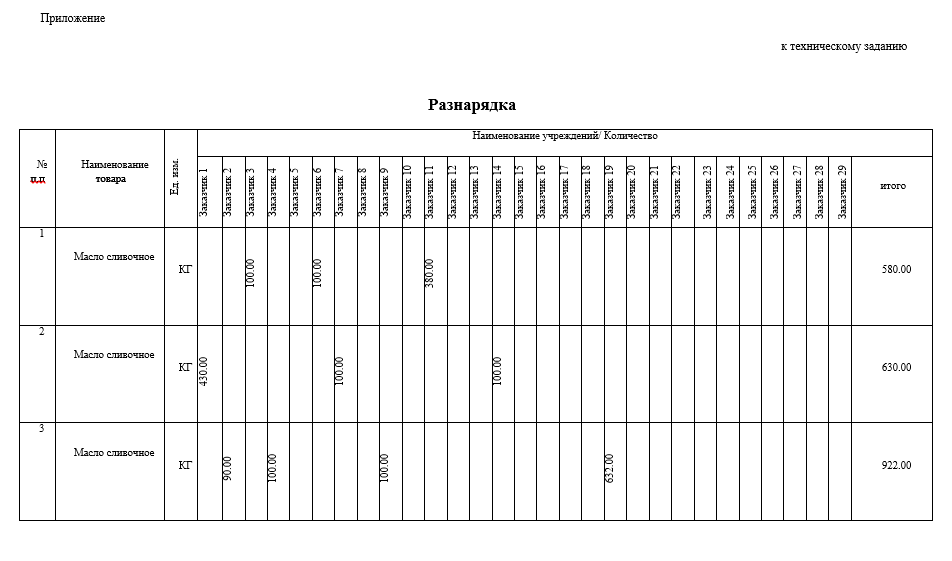 Приложение
к техническому заданию
Разнарядка
№ п.п
Наименование товара
Ед. изм.
Наименование учреждений/ Количество
Заказчик 1
Заказчик 2
Заказчик 3
Заказчик 4
Заказчик 5
Заказчик 6
Заказчик 7
Заказчик 8
Заказчик 9
Заказчик 10
Заказчик 11
Заказчик 12
Заказчик 13
Заказчик 14
Заказчик 15
Заказчик 16
Заказчик 17
Заказчик 18
Заказчик 19
Заказчик 20
Заказчик 21
Заказчик 22
Заказчик 23
Заказчик 24
Заказчик 25
Заказчик 26
Заказчик 27
Заказчик 28
Заказчик 29
итого
1
Масло сливочное
КГ
100.00
100.00
380.00
580.00
2
Масло сливочное
КГ
430.00
100.00
100.00
630.00
3
Масло сливочное
КГ
90.00
100.00
100.00
632.00
922.00